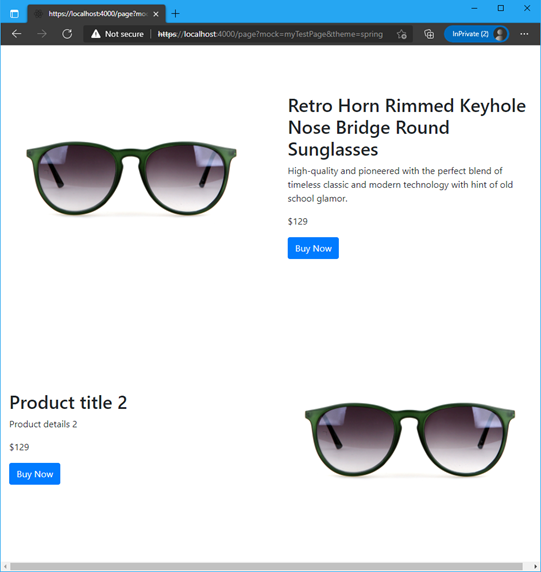 https://localhost:4000/page?mo
Not secure
https://localhost:4000/page?mock=myTestPage&theme=spring
InPrivate (2)
Retro Horn Rimmed Keyhole
Nose Bridge Round
Sunglasses
High-quality and pioneered with the perfect blend of
timeless classic and modern technology with hint of old
school glamor.
$129
Buy Now
Product title 2
Product details 2
$129
Buy Now